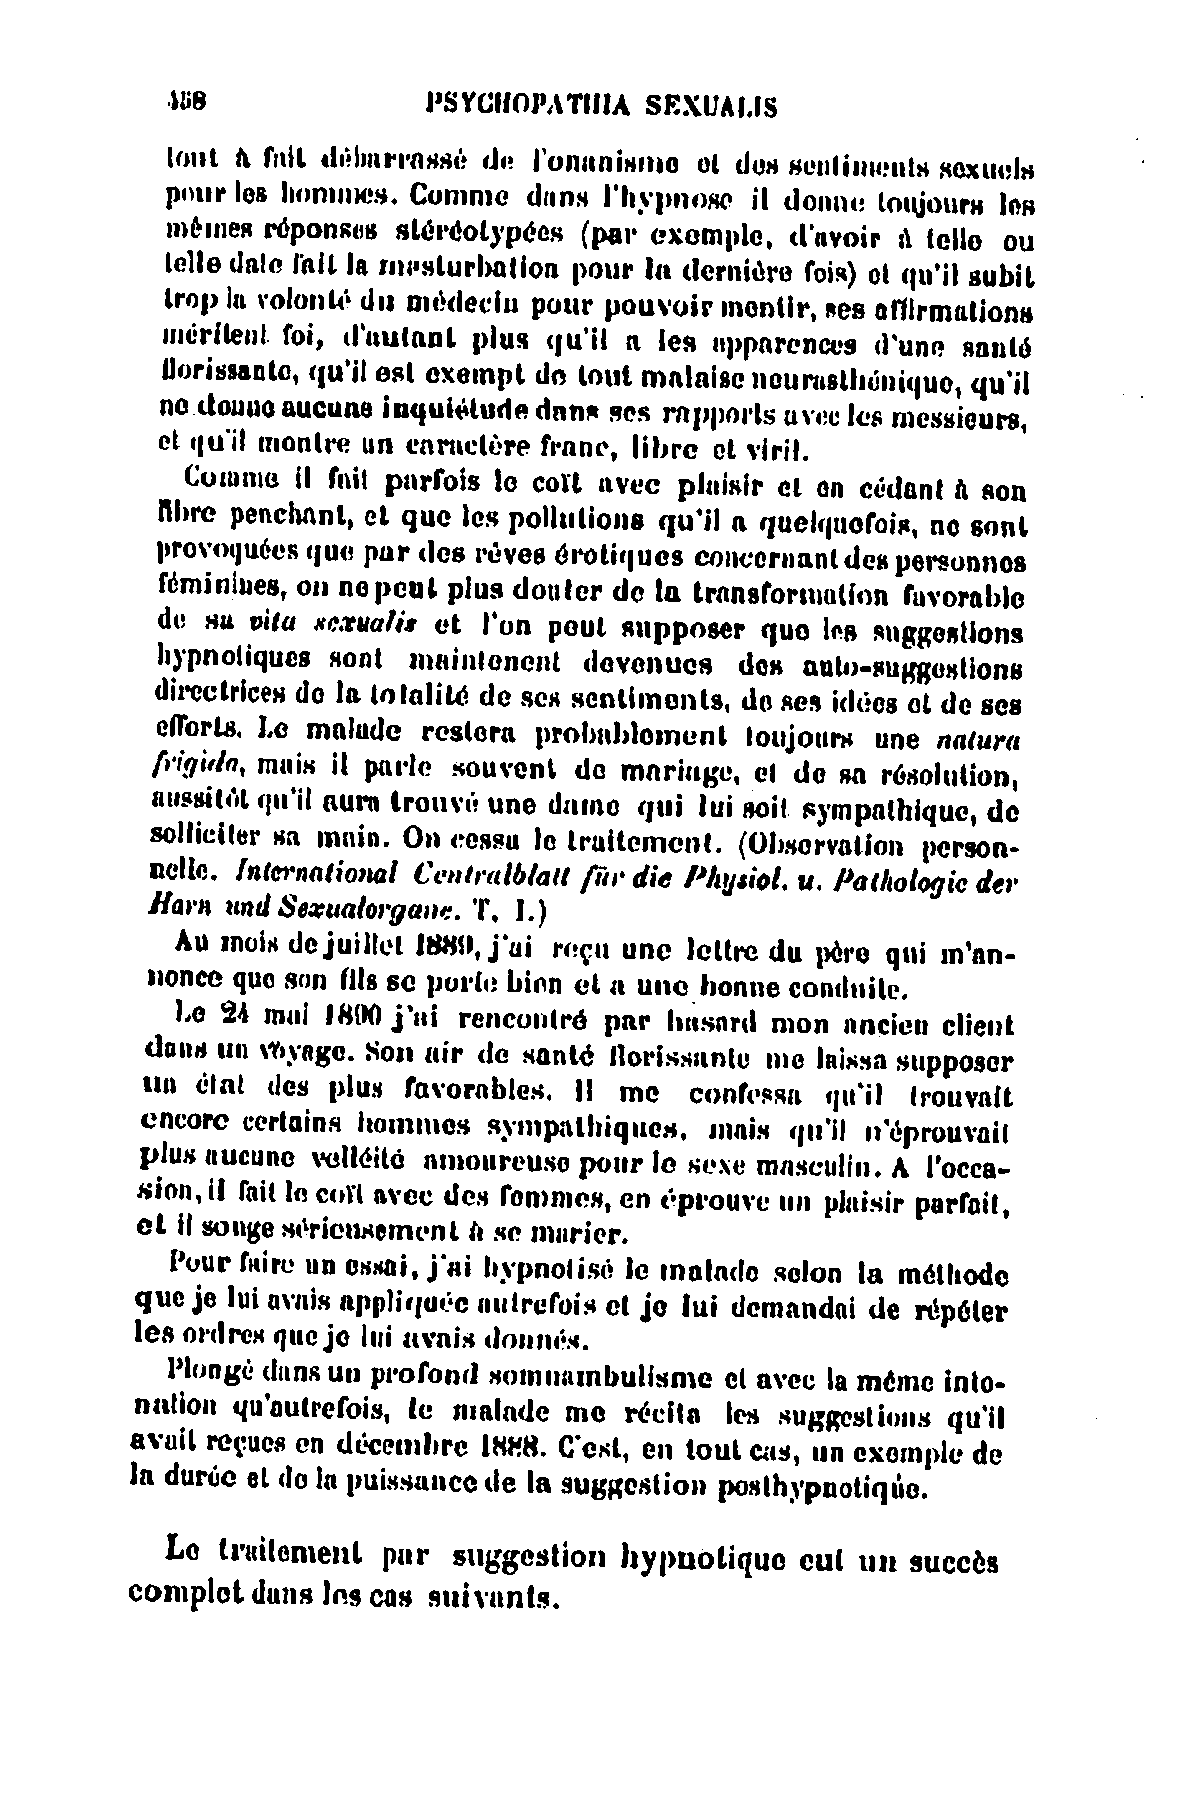 458 PSYCHOPATHIA SEXUALIS
tout à fait débarrassé de l'onanisme et des sentiments sexuels
pour les hommes. Comme dans l'hypnose il donne toujours les
mêmes réponses stéréotypées (par exemple, d'avoir à telle ou
telle date fait la masturbation pour la dernière fois) et qu'il subit
trop la volonté du médecin pour pouvoir mentir, ses affirmations
méritent foi, d'autant plus qu'il a les apparences d'une santé
florissante, qu'il est exempt de tout malaise neurasthénique, qu'il
ne donne aucune inquiétude dans ses rapports avec les messieurs,
et qu'il montre un caractère franc, libre et viril.
Comme il fait parfois le coït avec plaisir et en cédant à son
libre penchant, et que les pollutions qu'il a quelquefois, ne sont
provoquées que par des rêves érotiques concernant des personnes
féminines, on ne peut plus douter de la transformation favorable
de sa vita sexualis et l'on peut supposer que les suggestions
hypnotiques sont maintenent devenues des auto-suggestions
directrices de la totalité de ses sentiments, de ses idées et de ses
efforts. Le malade restera probablement toujours une natura
frigida, mais il parle souvent de mariage, et de sa résolution,
aussitôt qu'il aura trouvé une dame qui lui soit sympathique, de
solliciter sa main. On cessa le traitement. (Observation person-
nelle. International Centralblatt für die Physiol. u. Pathologie der
Harn und Sexualorgane. T. I.)
Au mois de juillet 1889, j'ai reçu une lettre du père qui m'an-
nonce que son fils se porte bien et a une bonne conduite.
Le 24 mai 1890 j'ai rencontré par hasard mon ancien client
dans un voyage. Son air de santé florissante me laissa supposer
un état des plus favorables. Il me confessa qu'il trouvait
encore certains hommes sympathiques, mais qu'il n'éprouvait
plus aucune velléité amoureuse pour le sexe masculin. A l'occa-
sion, il fait le coït avec des femmes, en éprouve un plaisir parfait,
et il songe sérieusement à se marier.
Pour faire un essai, j'ai hypnotisé le malade selon la méthode
que je lui avais appliquée autrefois et je lui demandai de répéter
les ordres que je lui avais donnés.
Plongé dans un profond somnambulisme et avec la même into-
nation qu'autrefois, le malade me récita les suggestions qu'il
avait reçues en décembre 1888. C'est, en tout cas, un exemple de
la durée et de la puissance de la suggestion posthypnotique.
Le traitement par suggestion hypnotique eut un succès
complet dans les cas suivants.